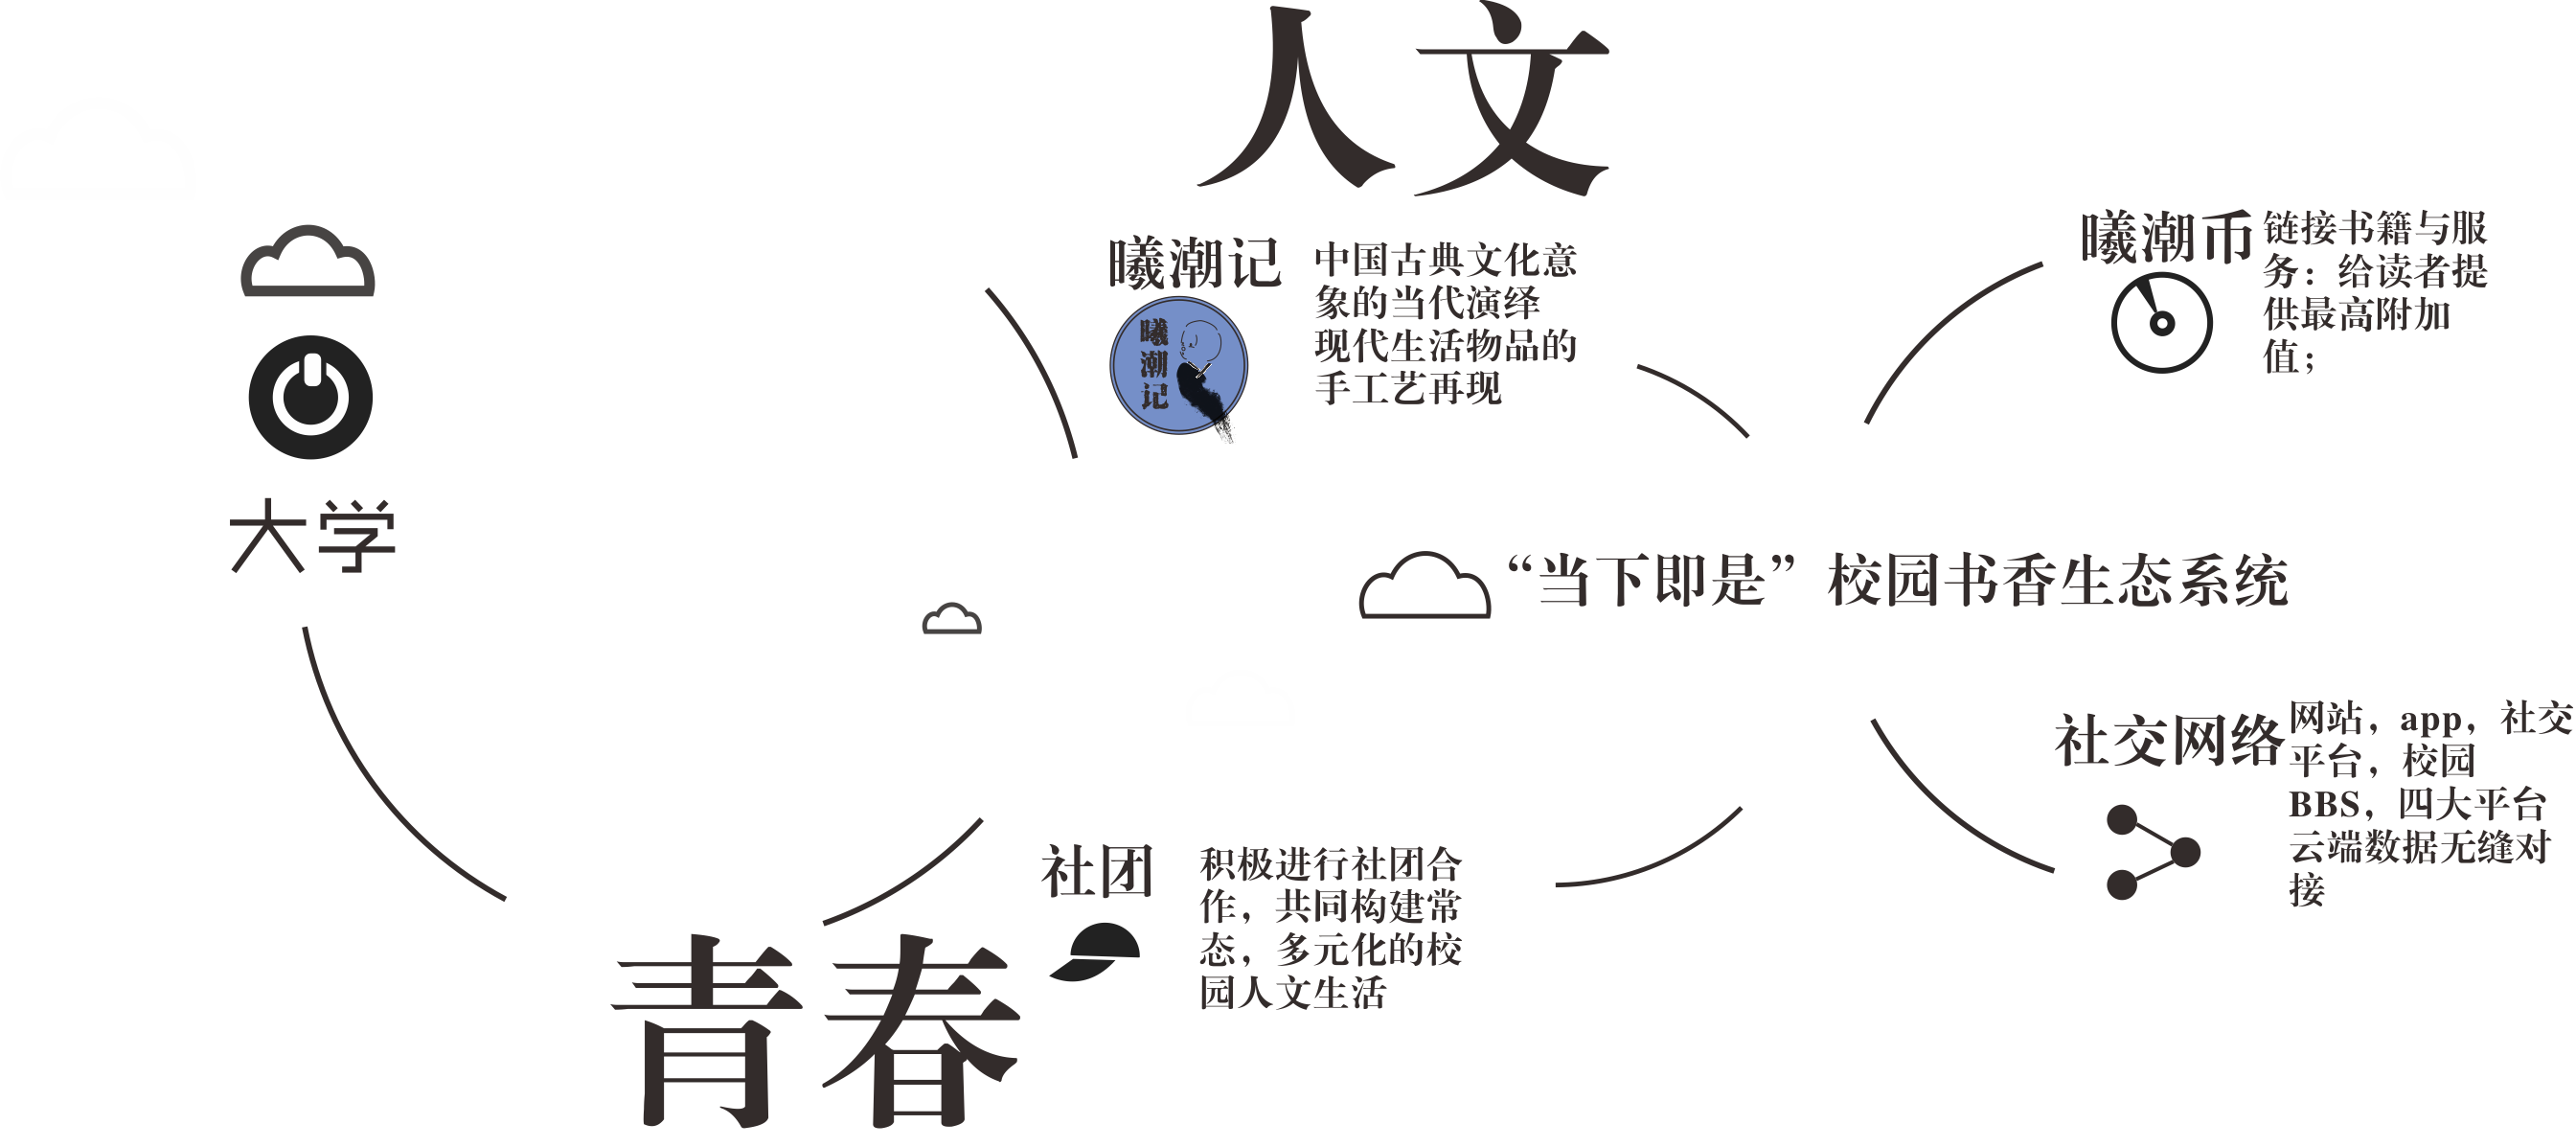 人文
曦潮记
中国古典文化意
象的当代演绎
现代生活物品的
手工艺再现
曦
潮
记
曦潮币
链接书籍与服
务：给读者提
供最高附加
值；
大学
“当下即是”校园书香生态系统
社交网络
网站，app，社交
平台，校园
BBS，四大平台
云端数据无缝对
接
社团
积极进行社团合
作，共同构建常
态，多元化的校
园人文生活
青春